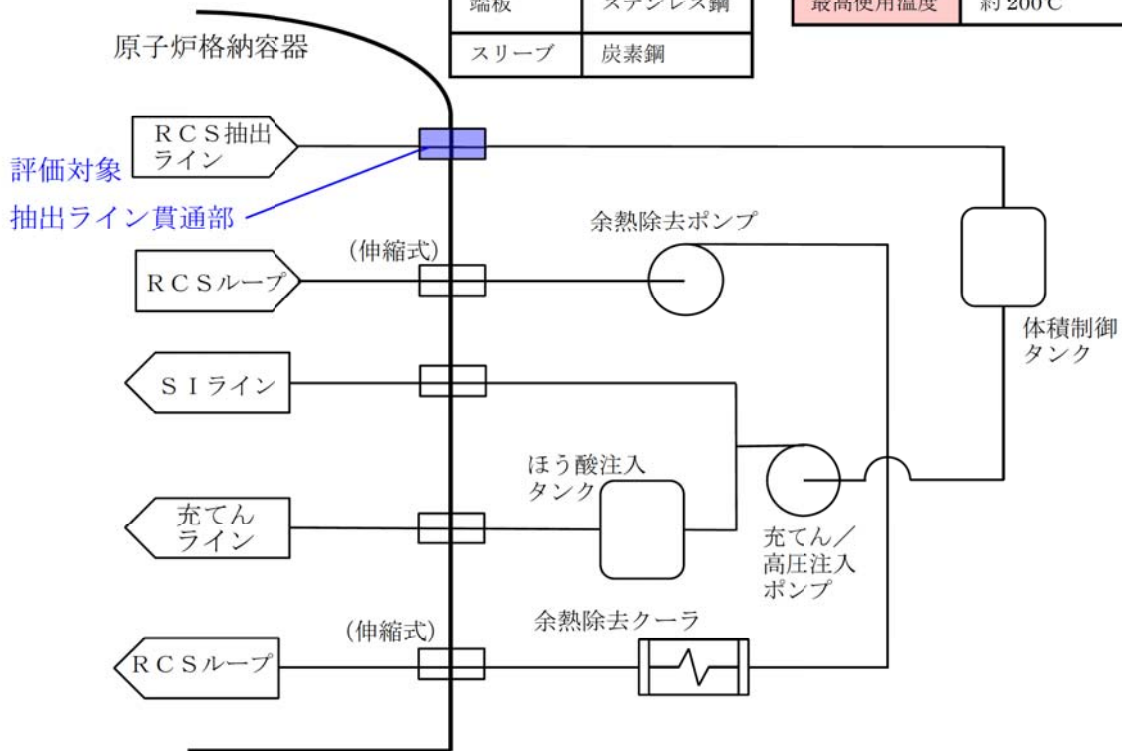 端板 ステンレス鋼
最高使用温度 約200℃
スリーブ 炭素鋼
原子炉格納容器
RCS抽出
ライン
評価対象
抽出ライン貫通部
余熱除去ポンプ
(伸縮式)
RCSループ
体積制御
タンク
SIライン
ほう酸注入
タンク
充てん
ライン
充てん/
高圧注入
ポンプ
(伸縮式)
余熱除去クーラ
RCSループ